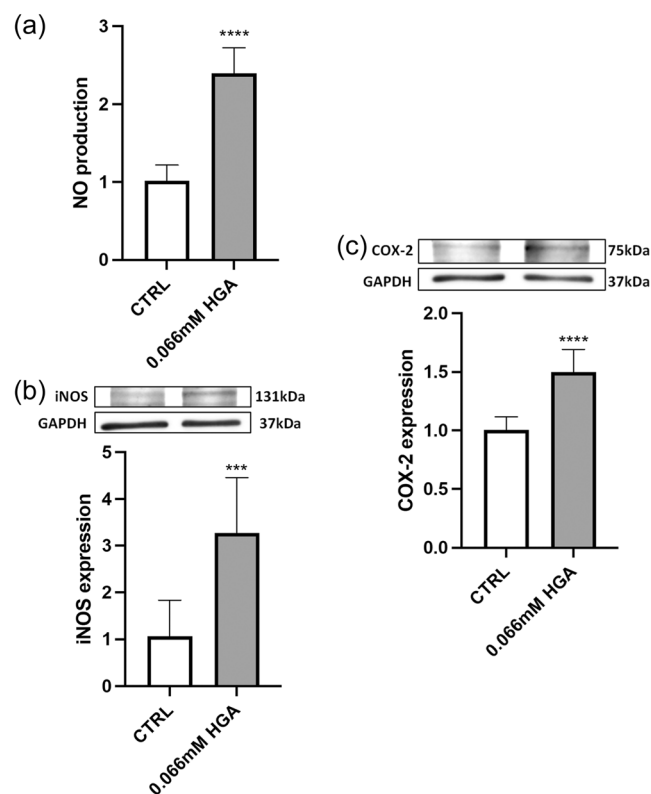 (a)
NO production
3
2
1
0
****
CTRL
0.066mM HGA
(b)
iNOS
131kDa
GAPDH
37kDa
iNOS expression
5
4
3
2
1
0
***
CTRL
0.066mM HGA
(c)
COX-2
75kDa
GAPDH
37kDa
COX-2 expression
2.0
1.5
1.0
0.5
0.0
****
CTRL
0.066mM HGA